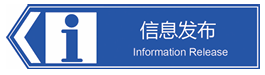 信息发布
Information Release